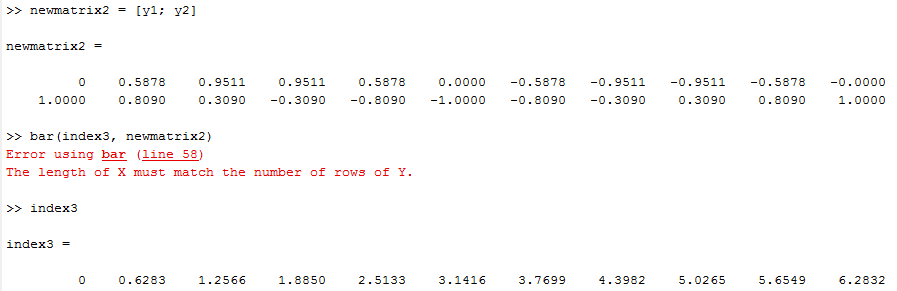 >> newmatrix2 = [y1; y2]
newmatrix2 =
0 0.5878 0.9511 0.9511 0.5878 0.0000 -0.5878 -0.9511 -0.9511 -0.5878 -0.0000
1.0000 0.8090 0.3090 -0.3090 -0.8090 -1.0000 -0.8090 -0.3090 0.3090 0.8090 1.0000
>> bar(index3, newmatrix2)
Error using bar (line 58)
The length of X must match the number of rows of Y.
>> index3
index3 =
0 0.6283 1.2566 1.8850 2.5133 3.1416 3.7699 4.3982 5.0265 5.6549 6.2832